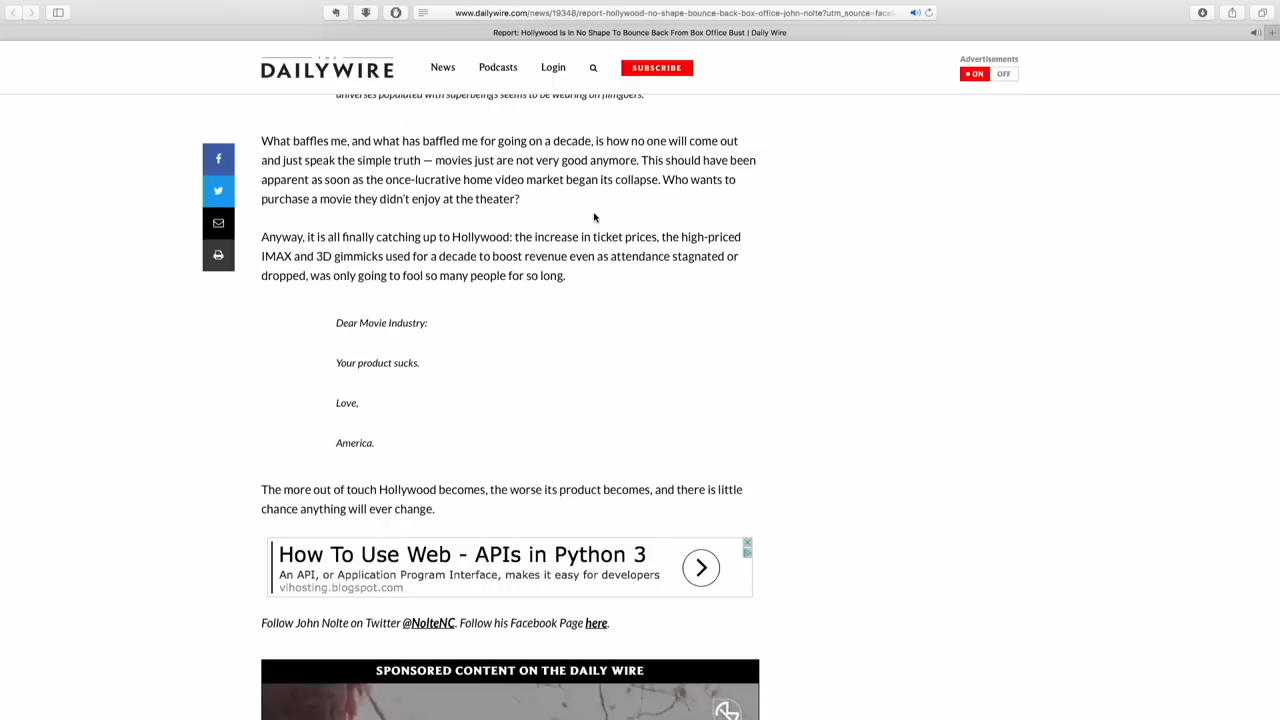 www.dailywire.com/news/19348/report-hollywood-no-shape-bounce-back-box-office-john-nolte?utm_source=face
Report: Hollywood Is In No Shape To Bounce Back From Box Office Bust | Daily Wire
THE
DAILYWIRE
News
Podcasts
Login
SUBSCRIBE
Advertisements
ON
OFF
universes populated with superbeings seems to be wearing on filmgoers.
What baffles me, and what has baffled me for going on a decade, is how no one will come out
and just speak the simple truth — movies just are not very good anymore. This should have been
apparent as soon as the once-lucrative home video market began its collapse. Who wants to
purchase a movie they didn't enjoy at the theater?
Anyway, it is all finally catching up to Hollywood: the increase in ticket prices, the high-priced
IMAX and 3D gimmicks used for a decade to boost revenue even as attendance stagnated or
dropped, was only going to fool so many people for so long.
Dear Movie Industry:
Your product sucks.
Love,
America.
The more out of touch Hollywood becomes, the worse its product becomes, and there is little
chance anything will ever change.
How To Use Web - APIs in Python 3
An API, or Application Program Interface, makes it easy for developers
vihosting.blogspot.com
Follow John Nolte on Twitter @NolteNC. Follow his Facebook Page here.
SPONSORED CONTENT ON THE DAILY WIRE